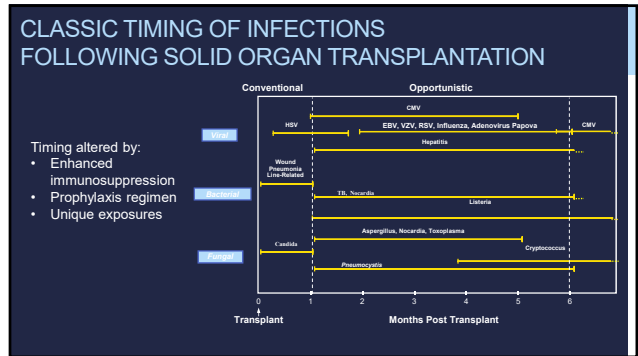 CLASSIC TIMING OF INFECTIONS
FOLLOWING SOLID ORGAN TRANSPLANTATION
Conventional
Opportunistic
Timing altered by:
• Enhanced
immunosuppression
• Prophylaxis regimen
• Unique exposures
Viral
CMV
HSV
EBV, VZV, RSV, Influenza, Adenovirus Papova
CMV
Hepatitis
Bacterial
Wound
Pneumonia
Line-Related
TB, Nocardia
Listeria
Fungal
Aspergillus, Nocardia, Toxoplasma
Candida
Cryptococcus
Pneumocystis
0 1 2 3 4 5 6
Transplant
Months Post Transplant